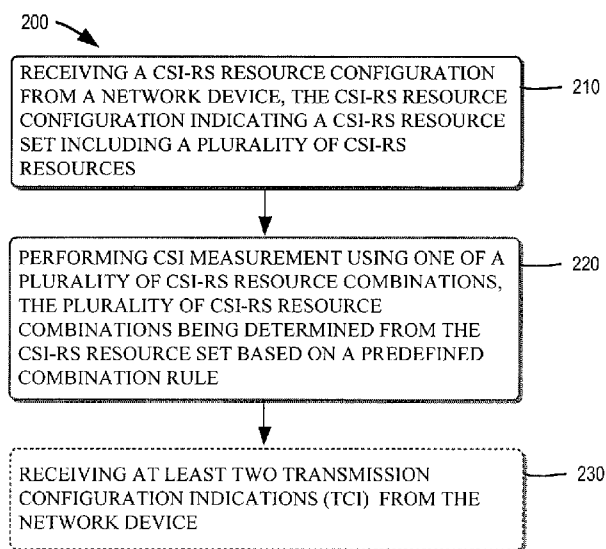 200
RECEIVING A CSI-RS RESOURCE CONFIGURATION
FROM A NETWORK DEVICE, THE CSI-RS RESOURCE
CONFIGURATION INDICATING A CSI-RS RESOURCE
SET INCLUDING A PLURALITY OF CSI-RS
RESOURCES
210
PERFORMING CSI MEASUREMENT USING ONE OF A
PLURALITY OF CSI-RS RESOURCE COMBINATIONS,
THE PLURALITY OF CSI-RS RESOURCE
COMBINATIONS BEING DETERMINED FROM THE
CSI-RS RESOURCE SET BASED ON A PREDEFINED
COMBINATION RULE
220
RECEIVING AT LEAST TWO TRANSMISSION
CONFIGURATION INDICATIONS (TCI) FROM THE
NETWORK DEVICE
230